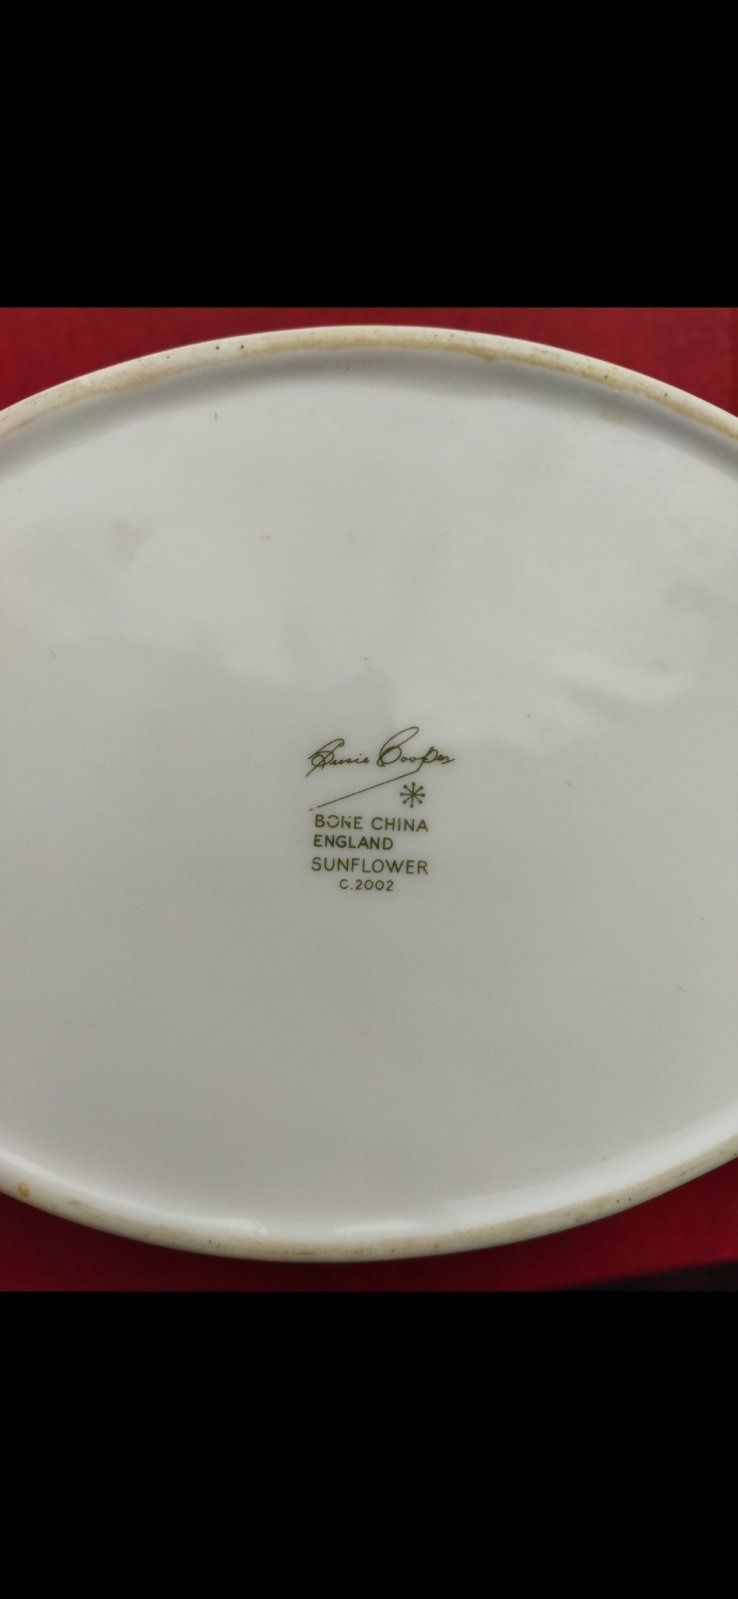 Susie Cooper
BONE CHINA
ENGLAND
SUNFLOWER
C.2002